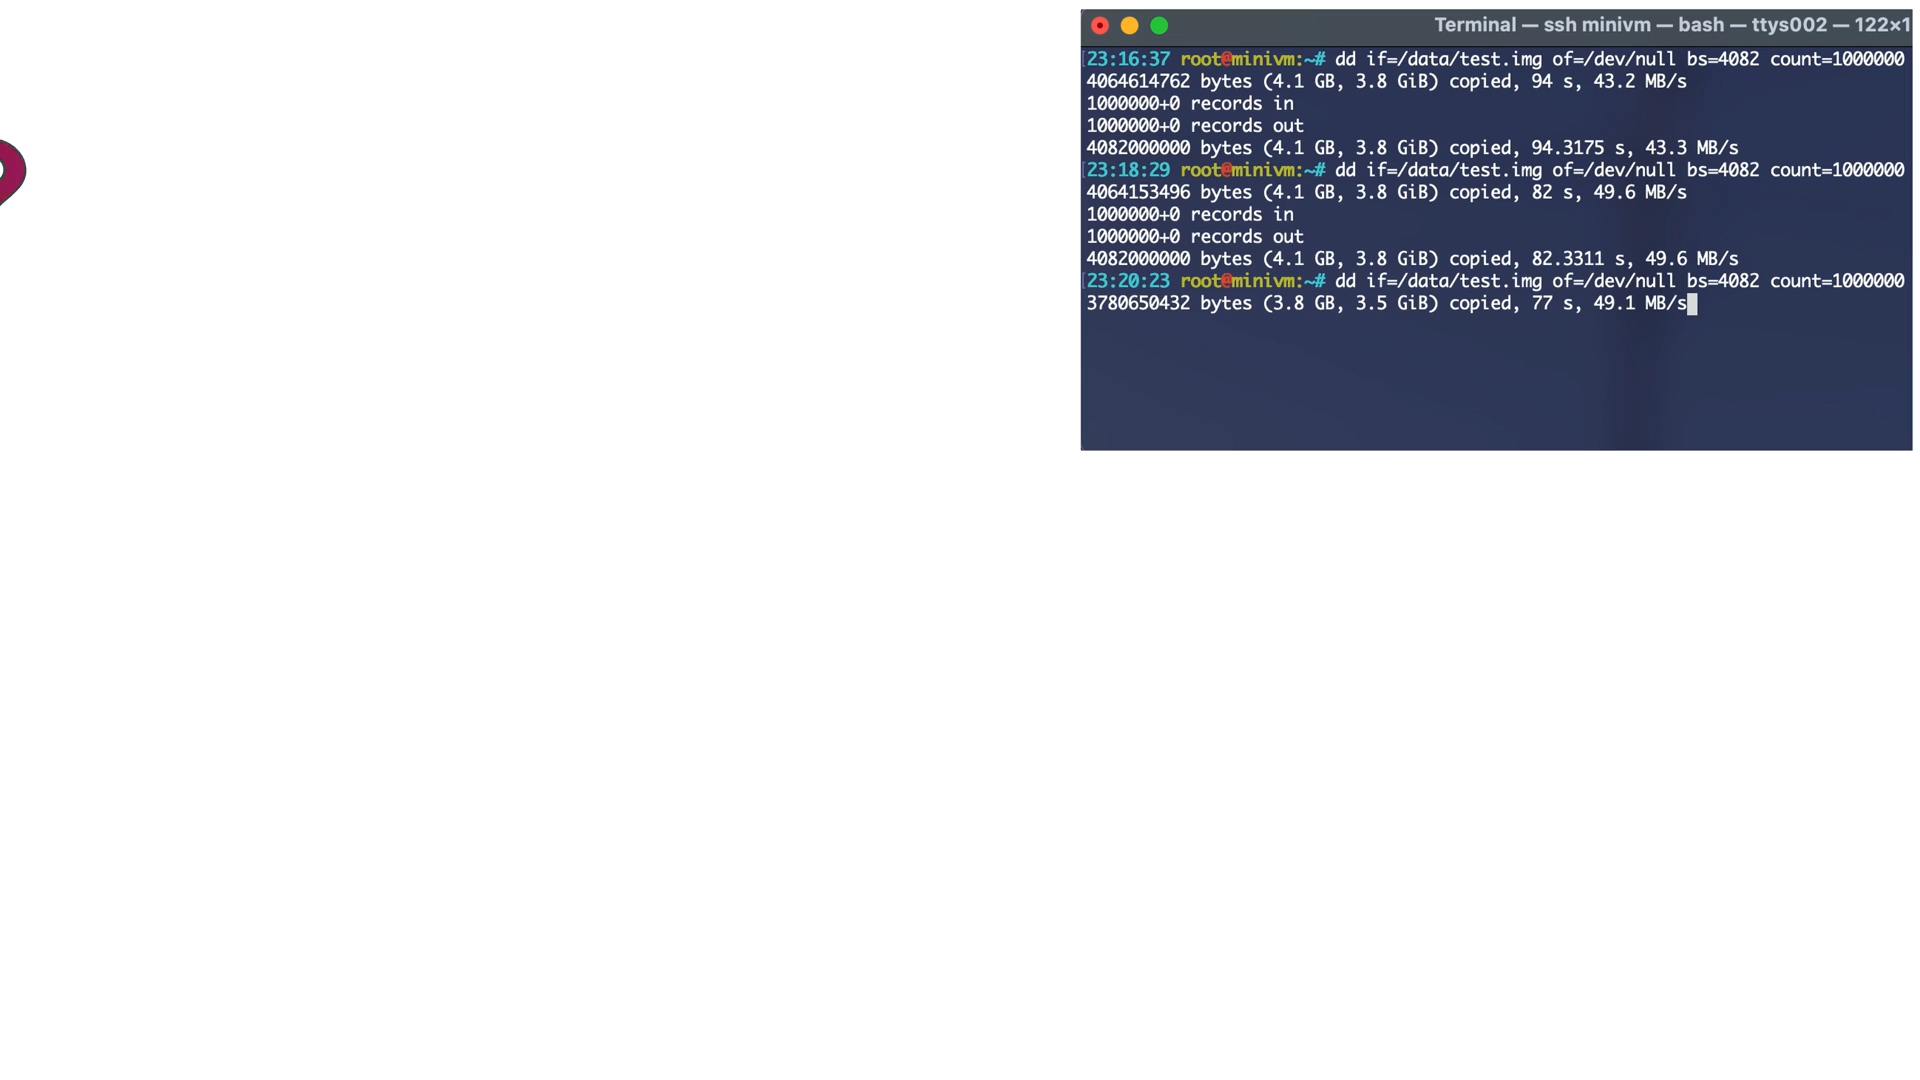 Terminal — ssh minivm — bash — ttys002 — 122×1
23:16:37 root@minivm:~# dd if=/data/test.img of=/dev/null bs=4082 count=1000000
4064614762 bytes (4.1 GB, 3.8 GiB) copied, 94 s, 43.2 MB/s
1000000+0 records in
1000000+0 records out
4082000000 bytes (4.1 GB, 3.8 GiB) copied, 94.3175 s, 43.3 MB/s
23:18:29 root@minivm:~# dd if=/data/test.img of=/dev/null bs=4082 count=1000000
4064153496 bytes (4.1 GB, 3.8 GiB) copied, 82 s, 49.6 MB/s
1000000+0 records in
1000000+0 records out
4082000000 bytes (4.1 GB, 3.8 GiB) copied, 82.3311 s, 49.6 MB/s
23:20:23 root@minivm:~# dd if=/data/test.img of=/dev/null bs=4082 count=1000000
3780650432 bytes (3.8 GB, 3.5 GiB) copied, 77 s, 49.1 MB/s